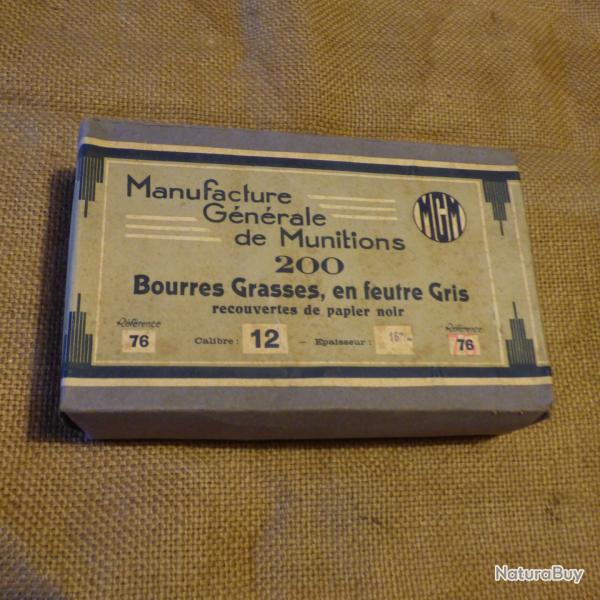 Manufacture
Générale
de Munitions
MGM
200
Bourres Grasses, en feutre Gris
recouvertes de papier noir
Référence
76
Calibre: 12 — Epaisseur:
Référence
76
NaturaBuy